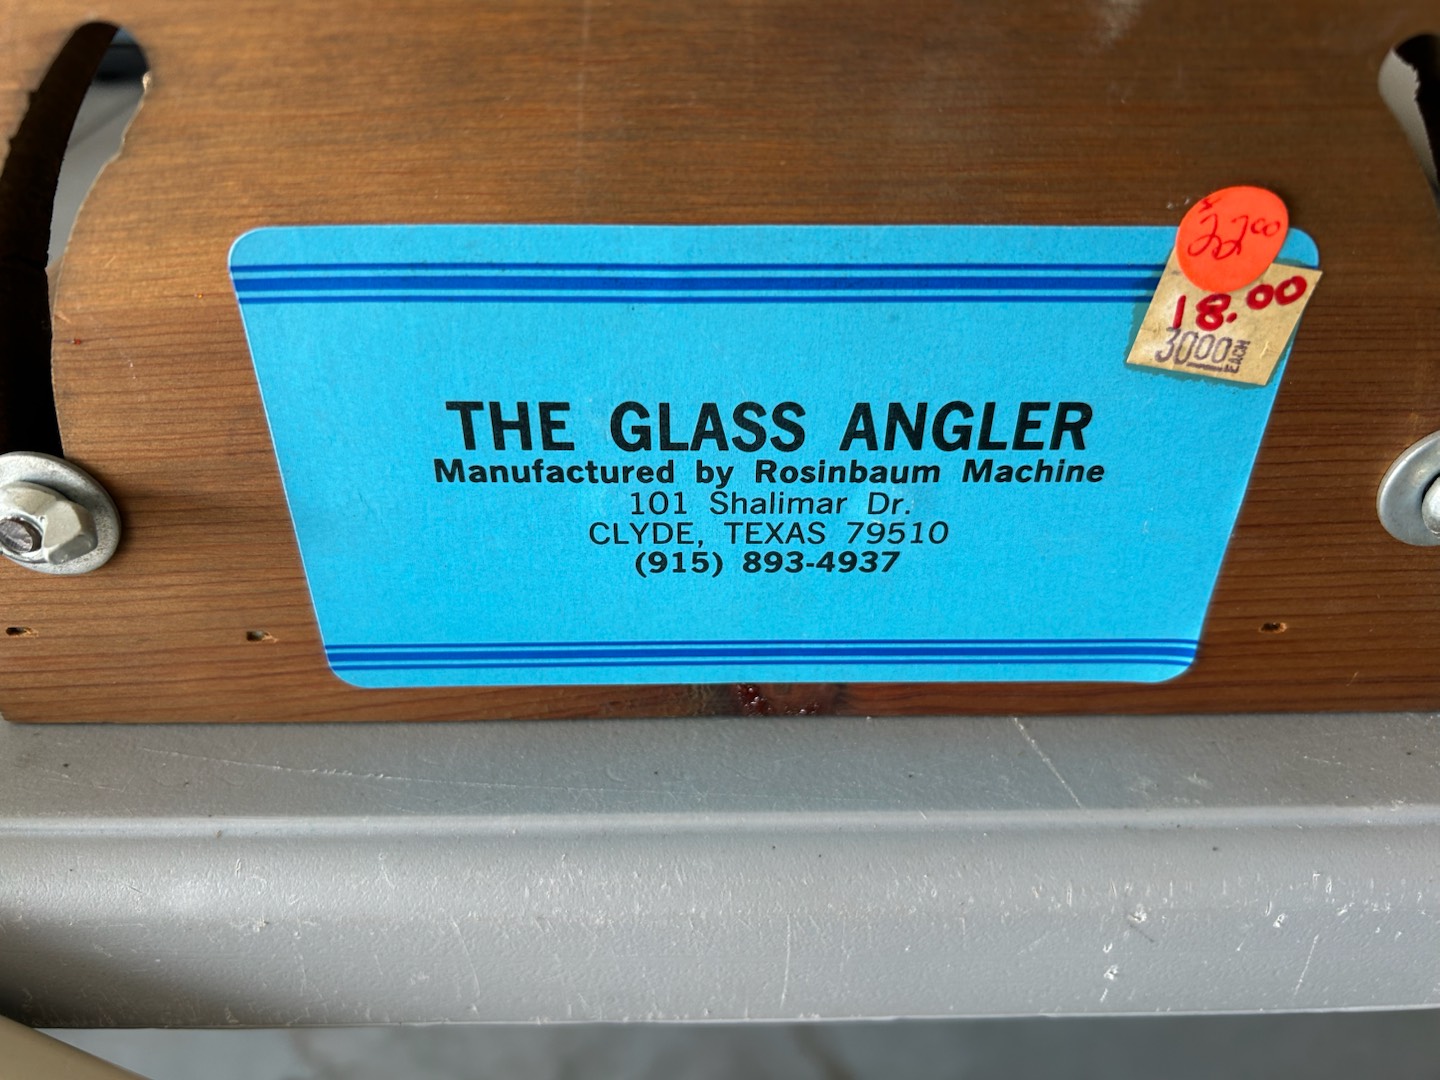 $22.00
18.00
30.00 EACH
THE GLASS ANGLER
Manufactured by Rosinbaum Machine
101 Shalimar Dr.
CLYDE, TEXAS 79510
(915) 893-4937